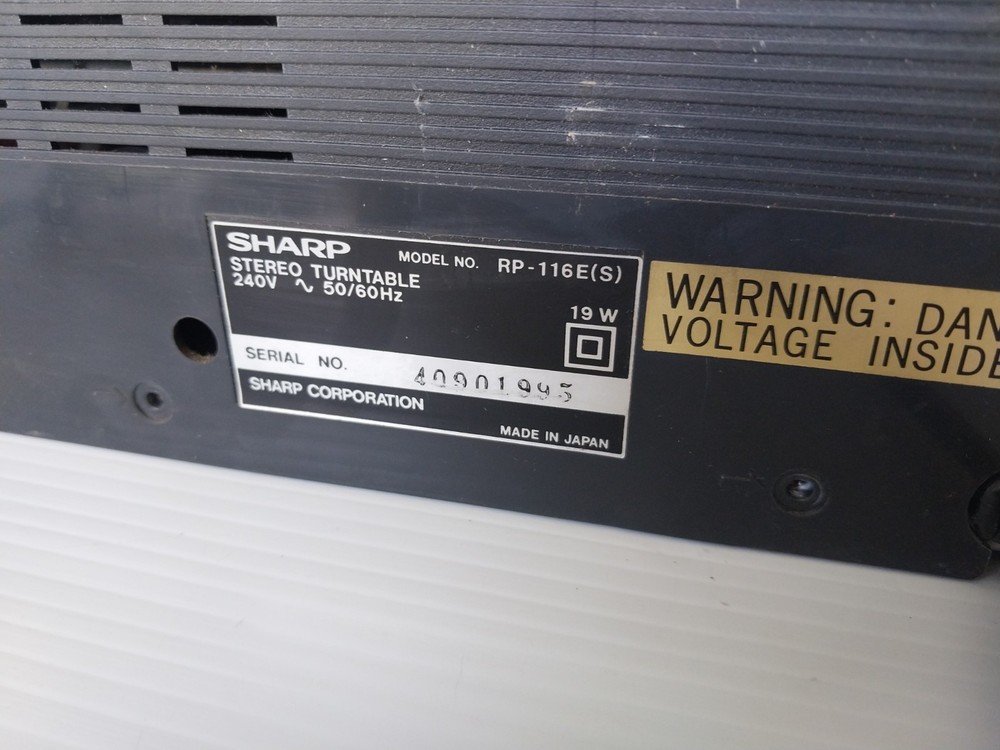 SHARP MODEL NO. RP-116E(S)
STEREO TURNTABLE
240V ∿ 50/60Hz
19 W
SERIAL NO.
SHARP CORPORATION
MADE IN JAPAN
WARNING: DAN
VOLTAGE INSIDE